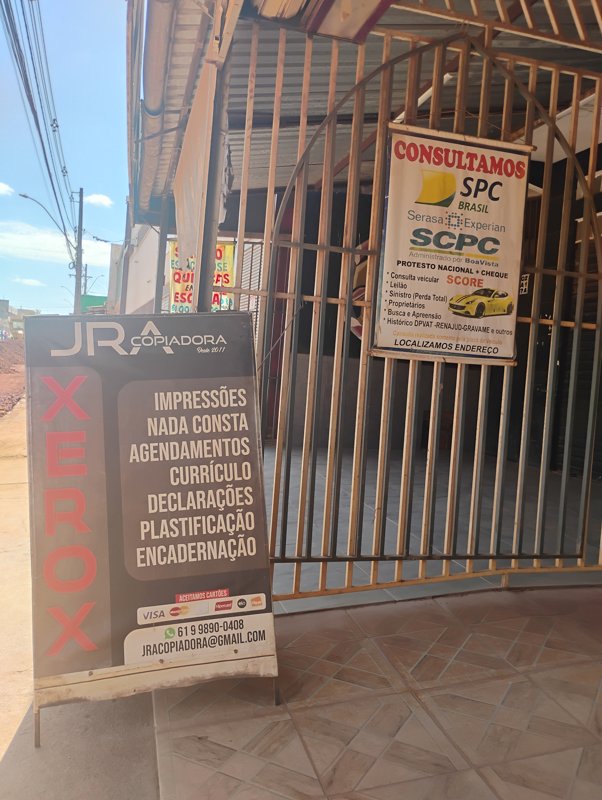 JRA COPIADORA
Desde 2011
XEROX
IMPRESSÕES
NADA CONSTA
AGENDAMENTOS
CURRÍCULO
DECLARAÇÕES
PLASTIFICAÇÃO
ENCADERNAÇÃO
ACEITAMOS CARTÕES
VISA
61 9 9890-0408
JRACOPIADORA@GMAIL.COM
CONSULTAMOS
SPC
BRASIL
Serasa Experian
SCPC
Administrado por BoaVista
PROTESTO NACIONAL + CHEQUE
* Consulta veicular SCORE
* Leilão
* Sinistro (Perda Total)
* Proprietários
* Busca e Apreensão
* Histórico DPVAT -RENAJUD-GRAVAME e outros
LOCALIZAMOS ENDEREÇO